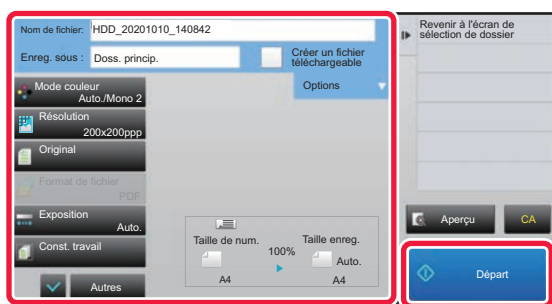 Nom de fichier: HDD_20201010_140842
Enreg. sous : Doss. princip.
Créer un fichier
téléchargeable
Options
Mode couleur
Auto./Mono 2
Résolution
200x200ppp
Original
Format de fichier
PDF
Exposition
Auto.
Const. travail
Autres
Taille de num.
A4
100%
Taille enreg.
Auto.
A4
Revenir à l'écran de
sélection de dossier
Aperçu
CA
Départ